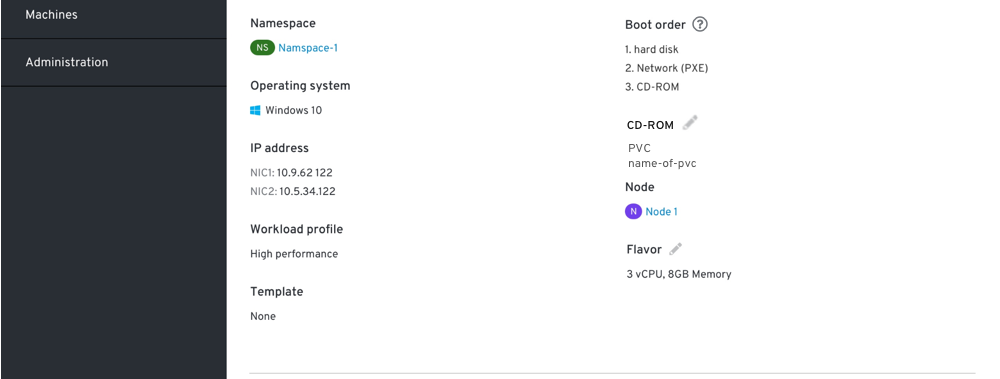 Machines
Administration
Namespace
NS Namspace-1
Operating system
Windows 10
IP address
NIC1: 10.9.62 122
NIC2: 10.5.34.122
Workload profile
High performance
Template
None
Boot order ?
1. hard disk
2. Network (PXE)
3. CD-ROM
CD-ROM
PVC
name-of-pvc
Node
N Node 1
Flavor
3 vCPU, 8GB Memory